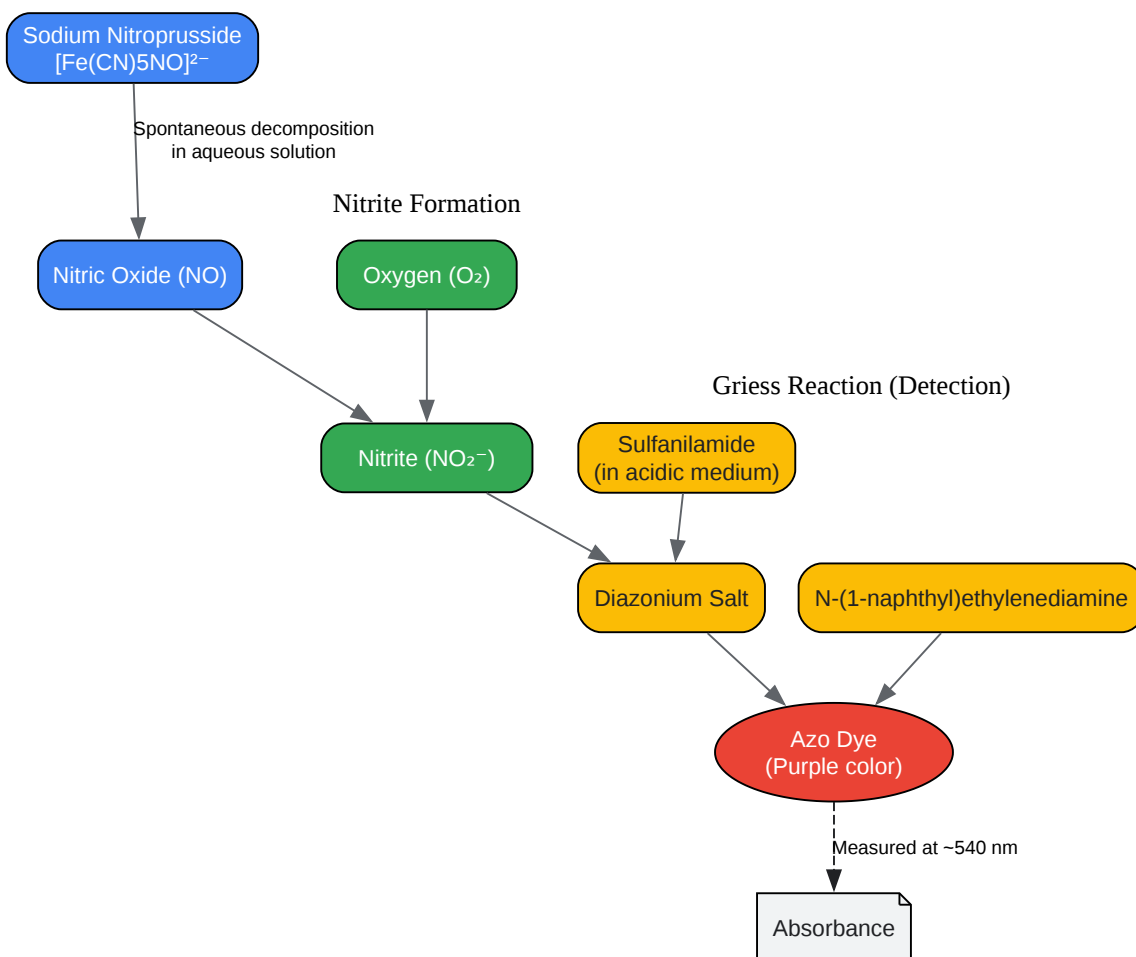 Sodium Nitroprusside
[Fe(CN)5NO]²⁻
Spontaneous decomposition
in aqueous solution
Nitrite Formation
Nitric Oxide (NO)
Oxygen (O₂)
Griess Reaction (Detection)
Nitrite (NO₂⁻)
Sulfanilamide
(in acidic medium)
Diazonium Salt
N-(1-naphthyl)ethylenediamine
Azo Dye
(Purple color)
Measured at ~540 nm
Absorbance